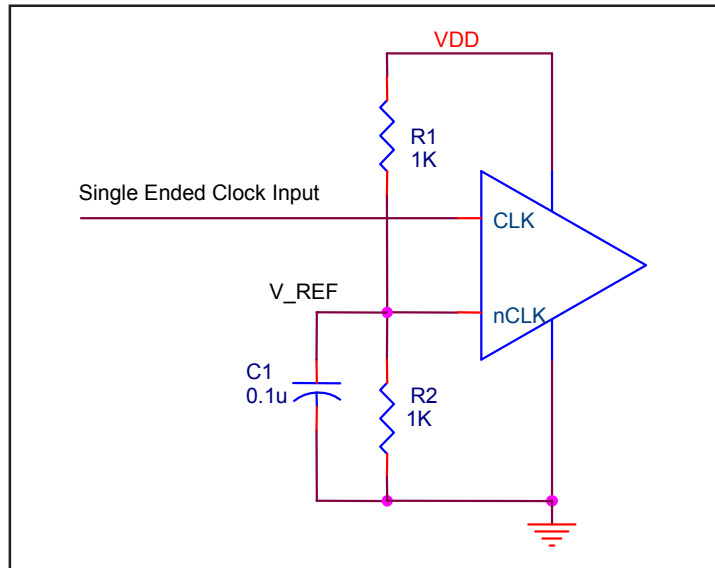 VDD
R1
1K
Single Ended Clock Input
CLK
V_REF
nCLK
C1
0.1u
R2
1K